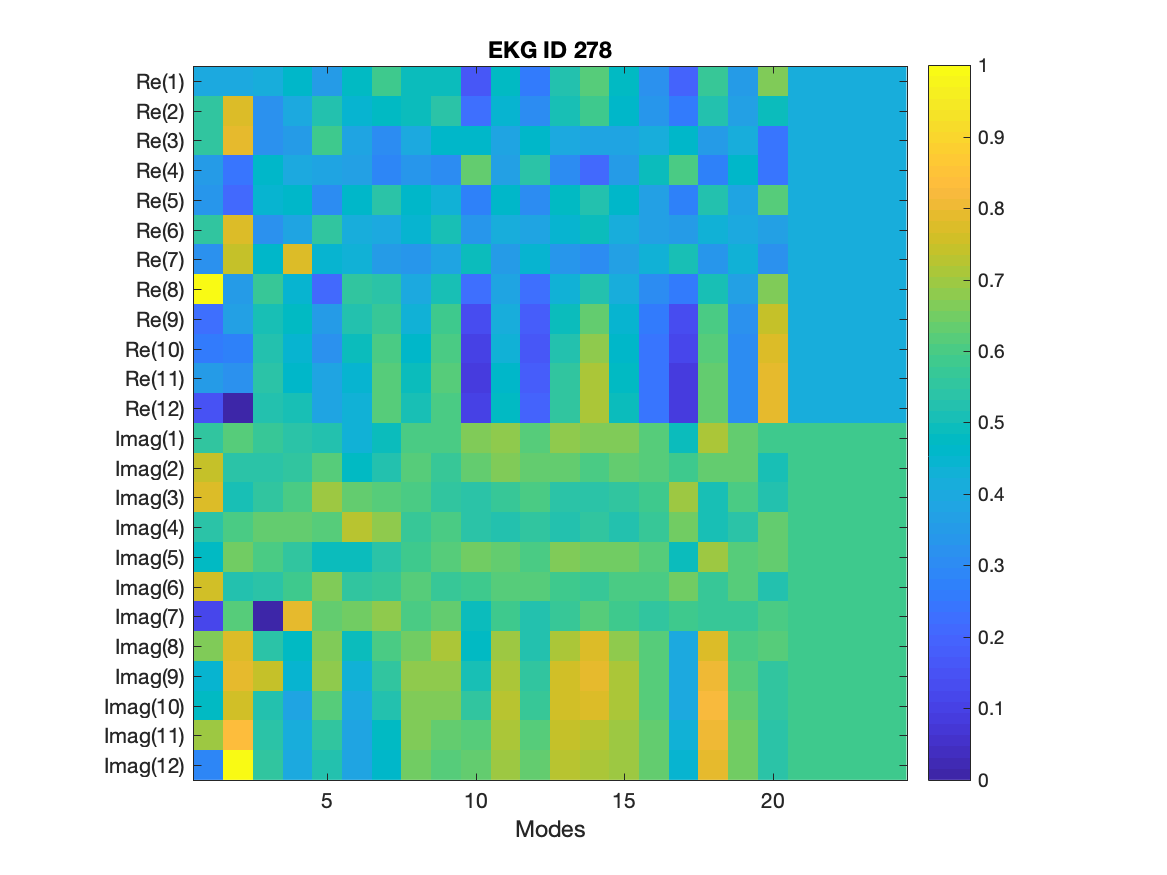 EKG ID 278
Re(1)
Re(2)
Re(3)
Re(4)
Re(5)
Re(6)
Re(7)
Re(8)
Re(9)
Re(10)
Re(11)
Re(12)
Imag(1)
Imag(2)
Imag(3)
Imag(4)
Imag(5)
Imag(6)
Imag(7)
Imag(8)
Imag(9)
Imag(10)
Imag(11)
Imag(12)
5 10 15 20
Modes
1
0.9
0.8
0.7
0.6
0.5
0.4
0.3
0.2
0.1
0